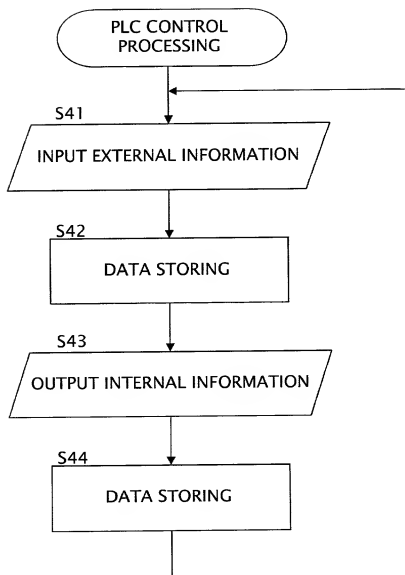 PLC CONTROL
PROCESSING
S41
INPUT EXTERNAL INFORMATION
S42
DATA STORING
S43
OUTPUT INTERNAL INFORMATION
S44
DATA STORING